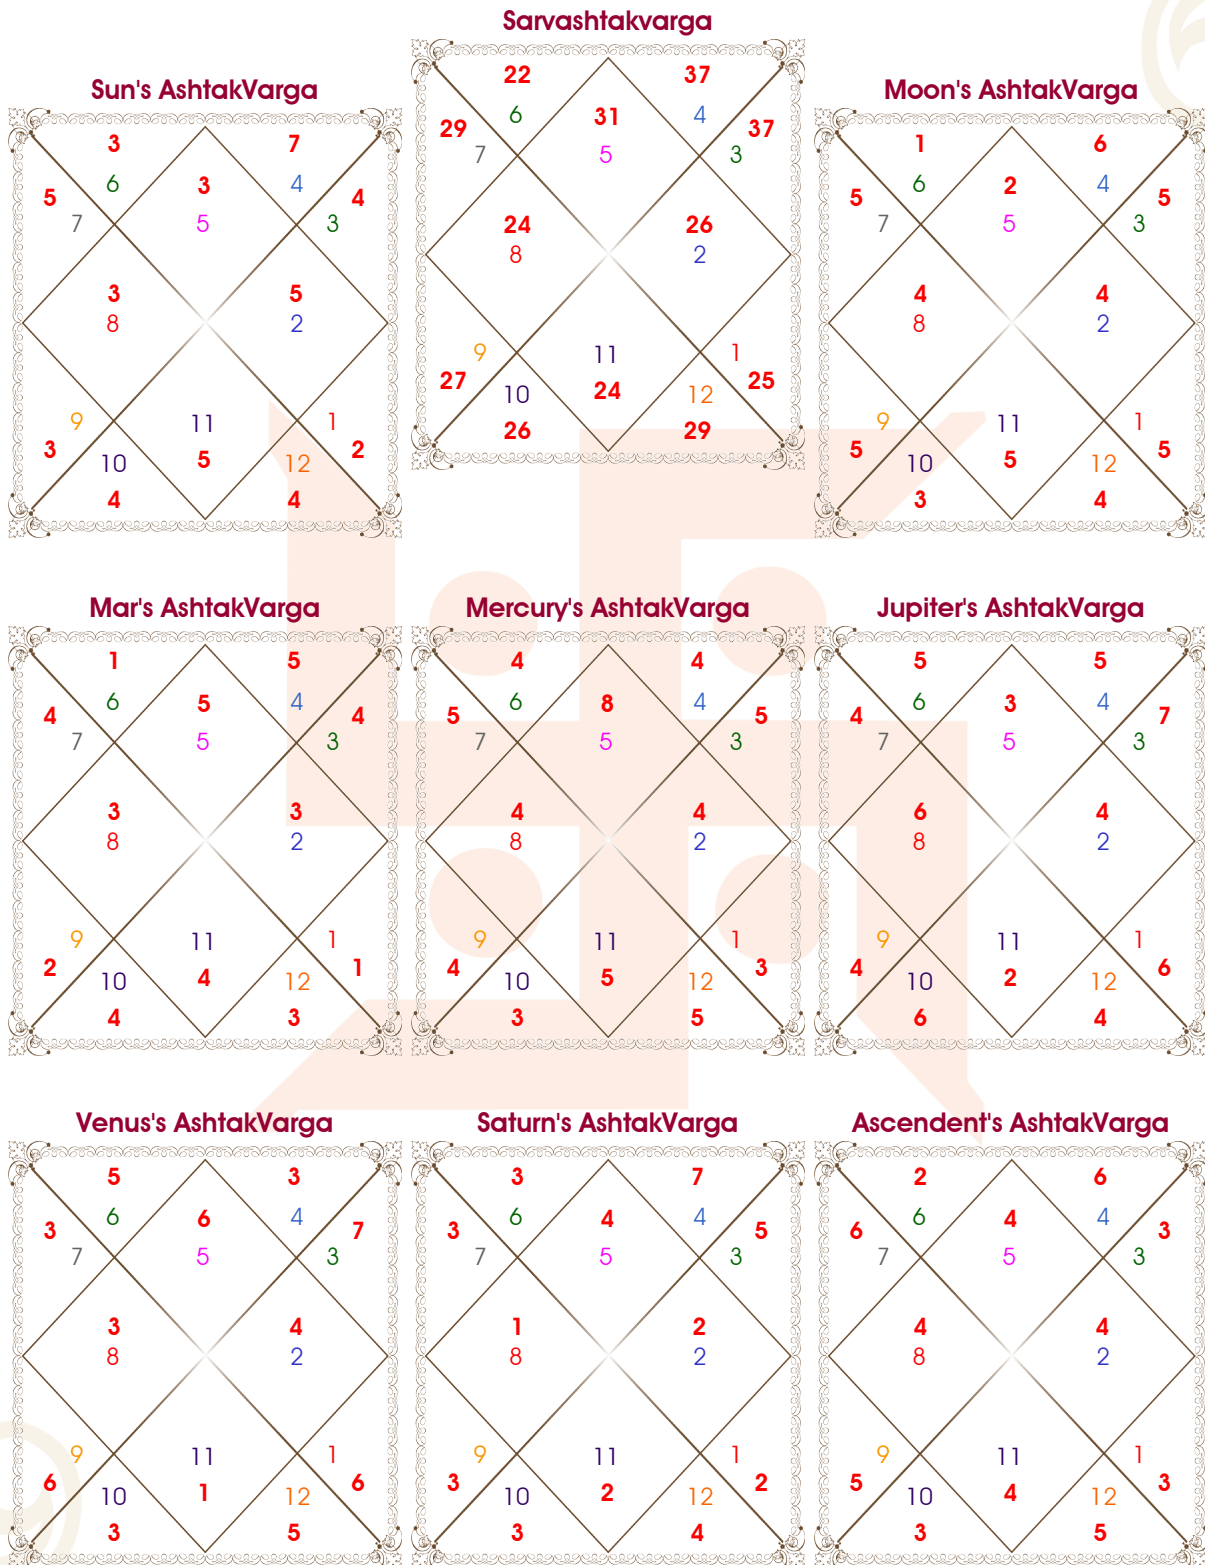 Sarvashtakvarga
22 37
6 31 4
29 37
7 5 3
24 26
8 2
9 11 1
27 24 25
10 12
26 29
Sun's AshtakVarga
3 7
6 3 4
5 4
7 5 3
3 5
8 2
9 11 1
3 5 2
10 12
4 4
Moon's AshtakVarga
1 6
6 2 4
5 5
7 5 3
4 4
8 2
9 11 1
5 5 5
10 12
3 4
Mar's AshtakVarga
1 5
6 5 4
4 4
7 5 3
3 3
8 2
9 11 1
2 4 1
10 12
4 3
Mercury's AshtakVarga
4 4
6 8 4
5 5
7 5 3
4 4
8 2
9 11 1
4 5 3
10 12
3 5
Jupiter's AshtakVarga
5 5
6 3 4
4 7
7 5 3
6 4
8 2
9 11 1
4 2 6
10 12
6 4
Venus's AshtakVarga
5 3
6 6 4
3 7
7 5 3
3 4
8 2
9 11 1
6 1 6
10 12
3 5
Saturn's AshtakVarga
3 7
6 4 4
3 5
7 5 3
1 2
8 2
9 11 1
3 2 2
10 12
3 4
Ascendent's AshtakVarga
2 6
6 4 4
6 3
7 5 3
4 4
8 2
9 11 1
5 4 3
10 12
3 5